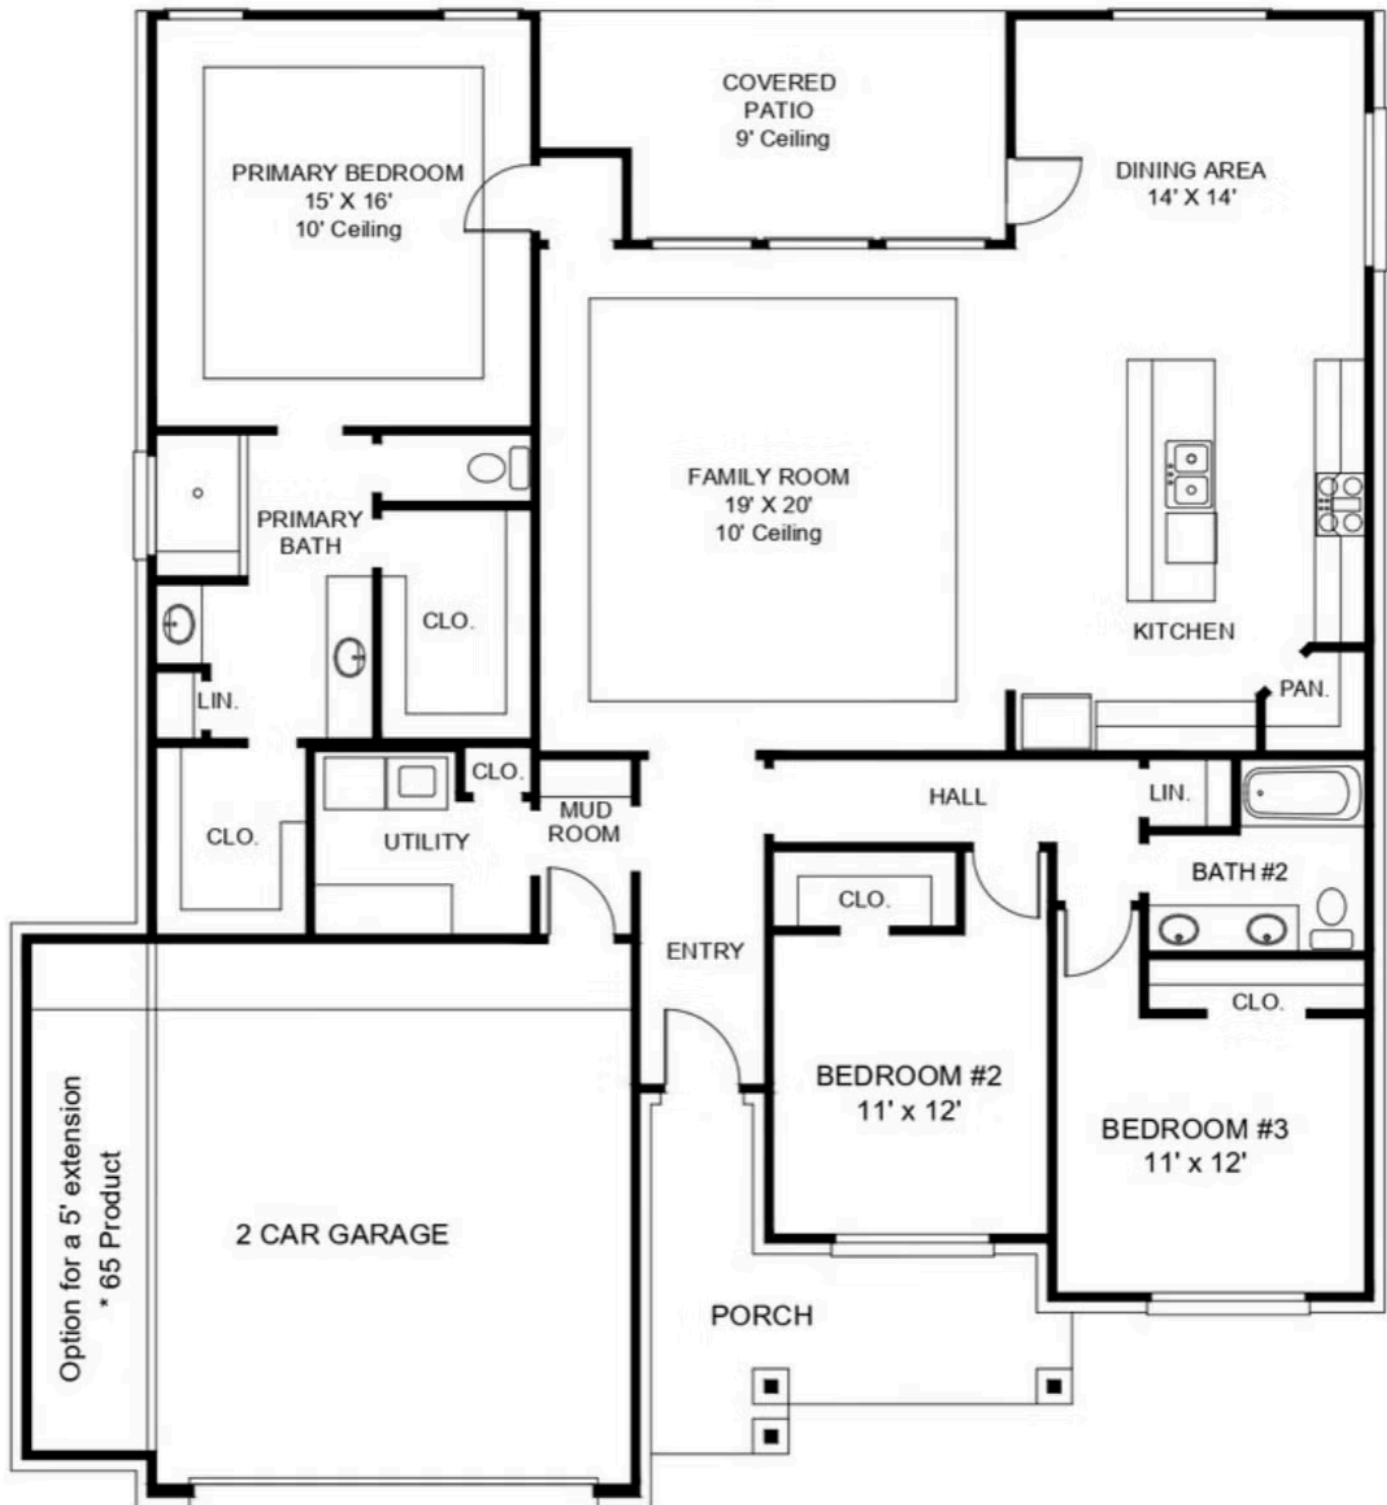 COVERED
PATIO
9' Ceiling
PRIMARY BEDROOM
15' X 16'
10' Ceiling
DINING AREA
14' X 14'
FAMILY ROOM
19' X 20'
10' Ceiling
PRIMARY
BATH
CLO.
KITCHEN
PAN.
LIN.
CLO.
MUD
ROOM
HALL
LIN.
CLO.
UTILITY
BATH #2
CLO.
ENTRY
CLO.
BEDROOM #2
11' x 12'
BEDROOM #3
11' x 12'
Option for a 5' extension
* 65 Product
2 CAR GARAGE
PORCH